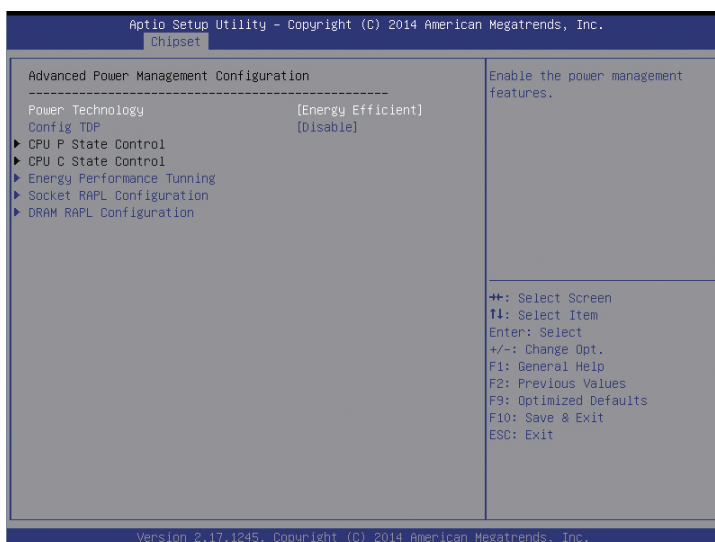 Aptio Setup Utility – Copyright (C) 2014 American Megatrends, Inc.
Chipset
Advanced Power Management Configuration
--------------------------------------------------
Power Technology [Energy Efficient]
Config TDP [Disable]
CPU P State Control
CPU C State Control
Energy Performance Tunning
Socket RAPL Configuration
DRAM RAPL Configuration
Enable the power management
features.
→←: Select Screen
↑↓: Select Item
Enter: Select
+/-: Change Opt.
F1: General Help
F2: Previous Values
F9: Optimized Defaults
F10: Save & Exit
ESC: Exit
Version 2.17.1245. Copyright (C) 2014 American Megatrends, Inc.